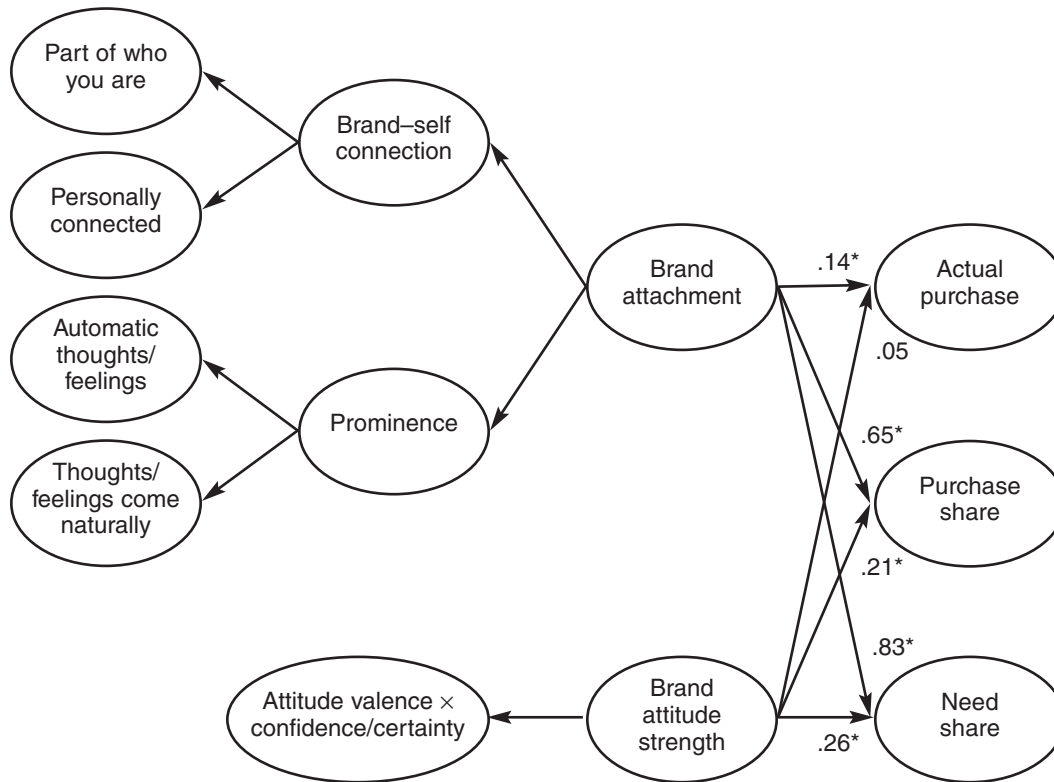 Part of who
you are
Brand–self
connection
Personally
connected
Brand
attachment
.14*
Actual
purchase
Automatic
thoughts/
feelings
.05
Prominence
.65*
Thoughts/
feelings come
naturally
Purchase
share
.21*
.83*
Attitude valence ×
confidence/certainty
Brand
attitude
strength
.26*
Need
share